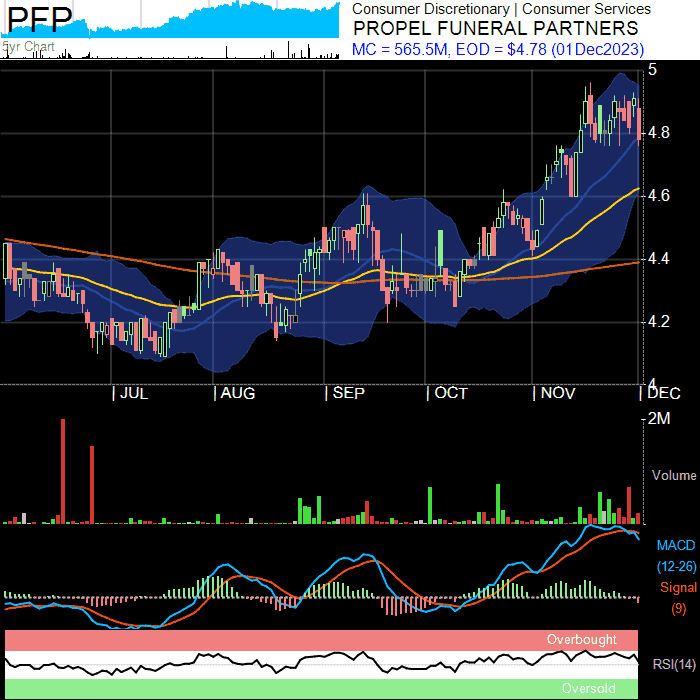 PFP
5yr Chart
Consumer Discretionary | Consumer Services
PROPEL FUNERAL PARTNERS
MC = 565.5M, EOD = $4.78 (01Dec2023)
5
4.8
4.6
4.4
4.2
4
| JUL | AUG | SEP | OCT | NOV | DEC
2M
Volume
MACD
(12-26)
Signal
(9)
Overbought
RSI(14)
Oversold